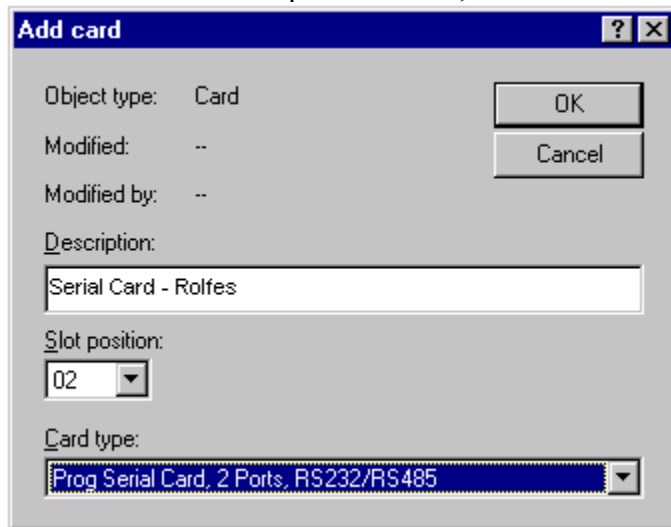 Add card
Object type: Card
OK
Modified: --
Cancel
Modified by: --
Description:
Serial Card - Rolfes
Slot position:
02
Card type:
Prog Serial Card, 2 Ports, RS232/RS485